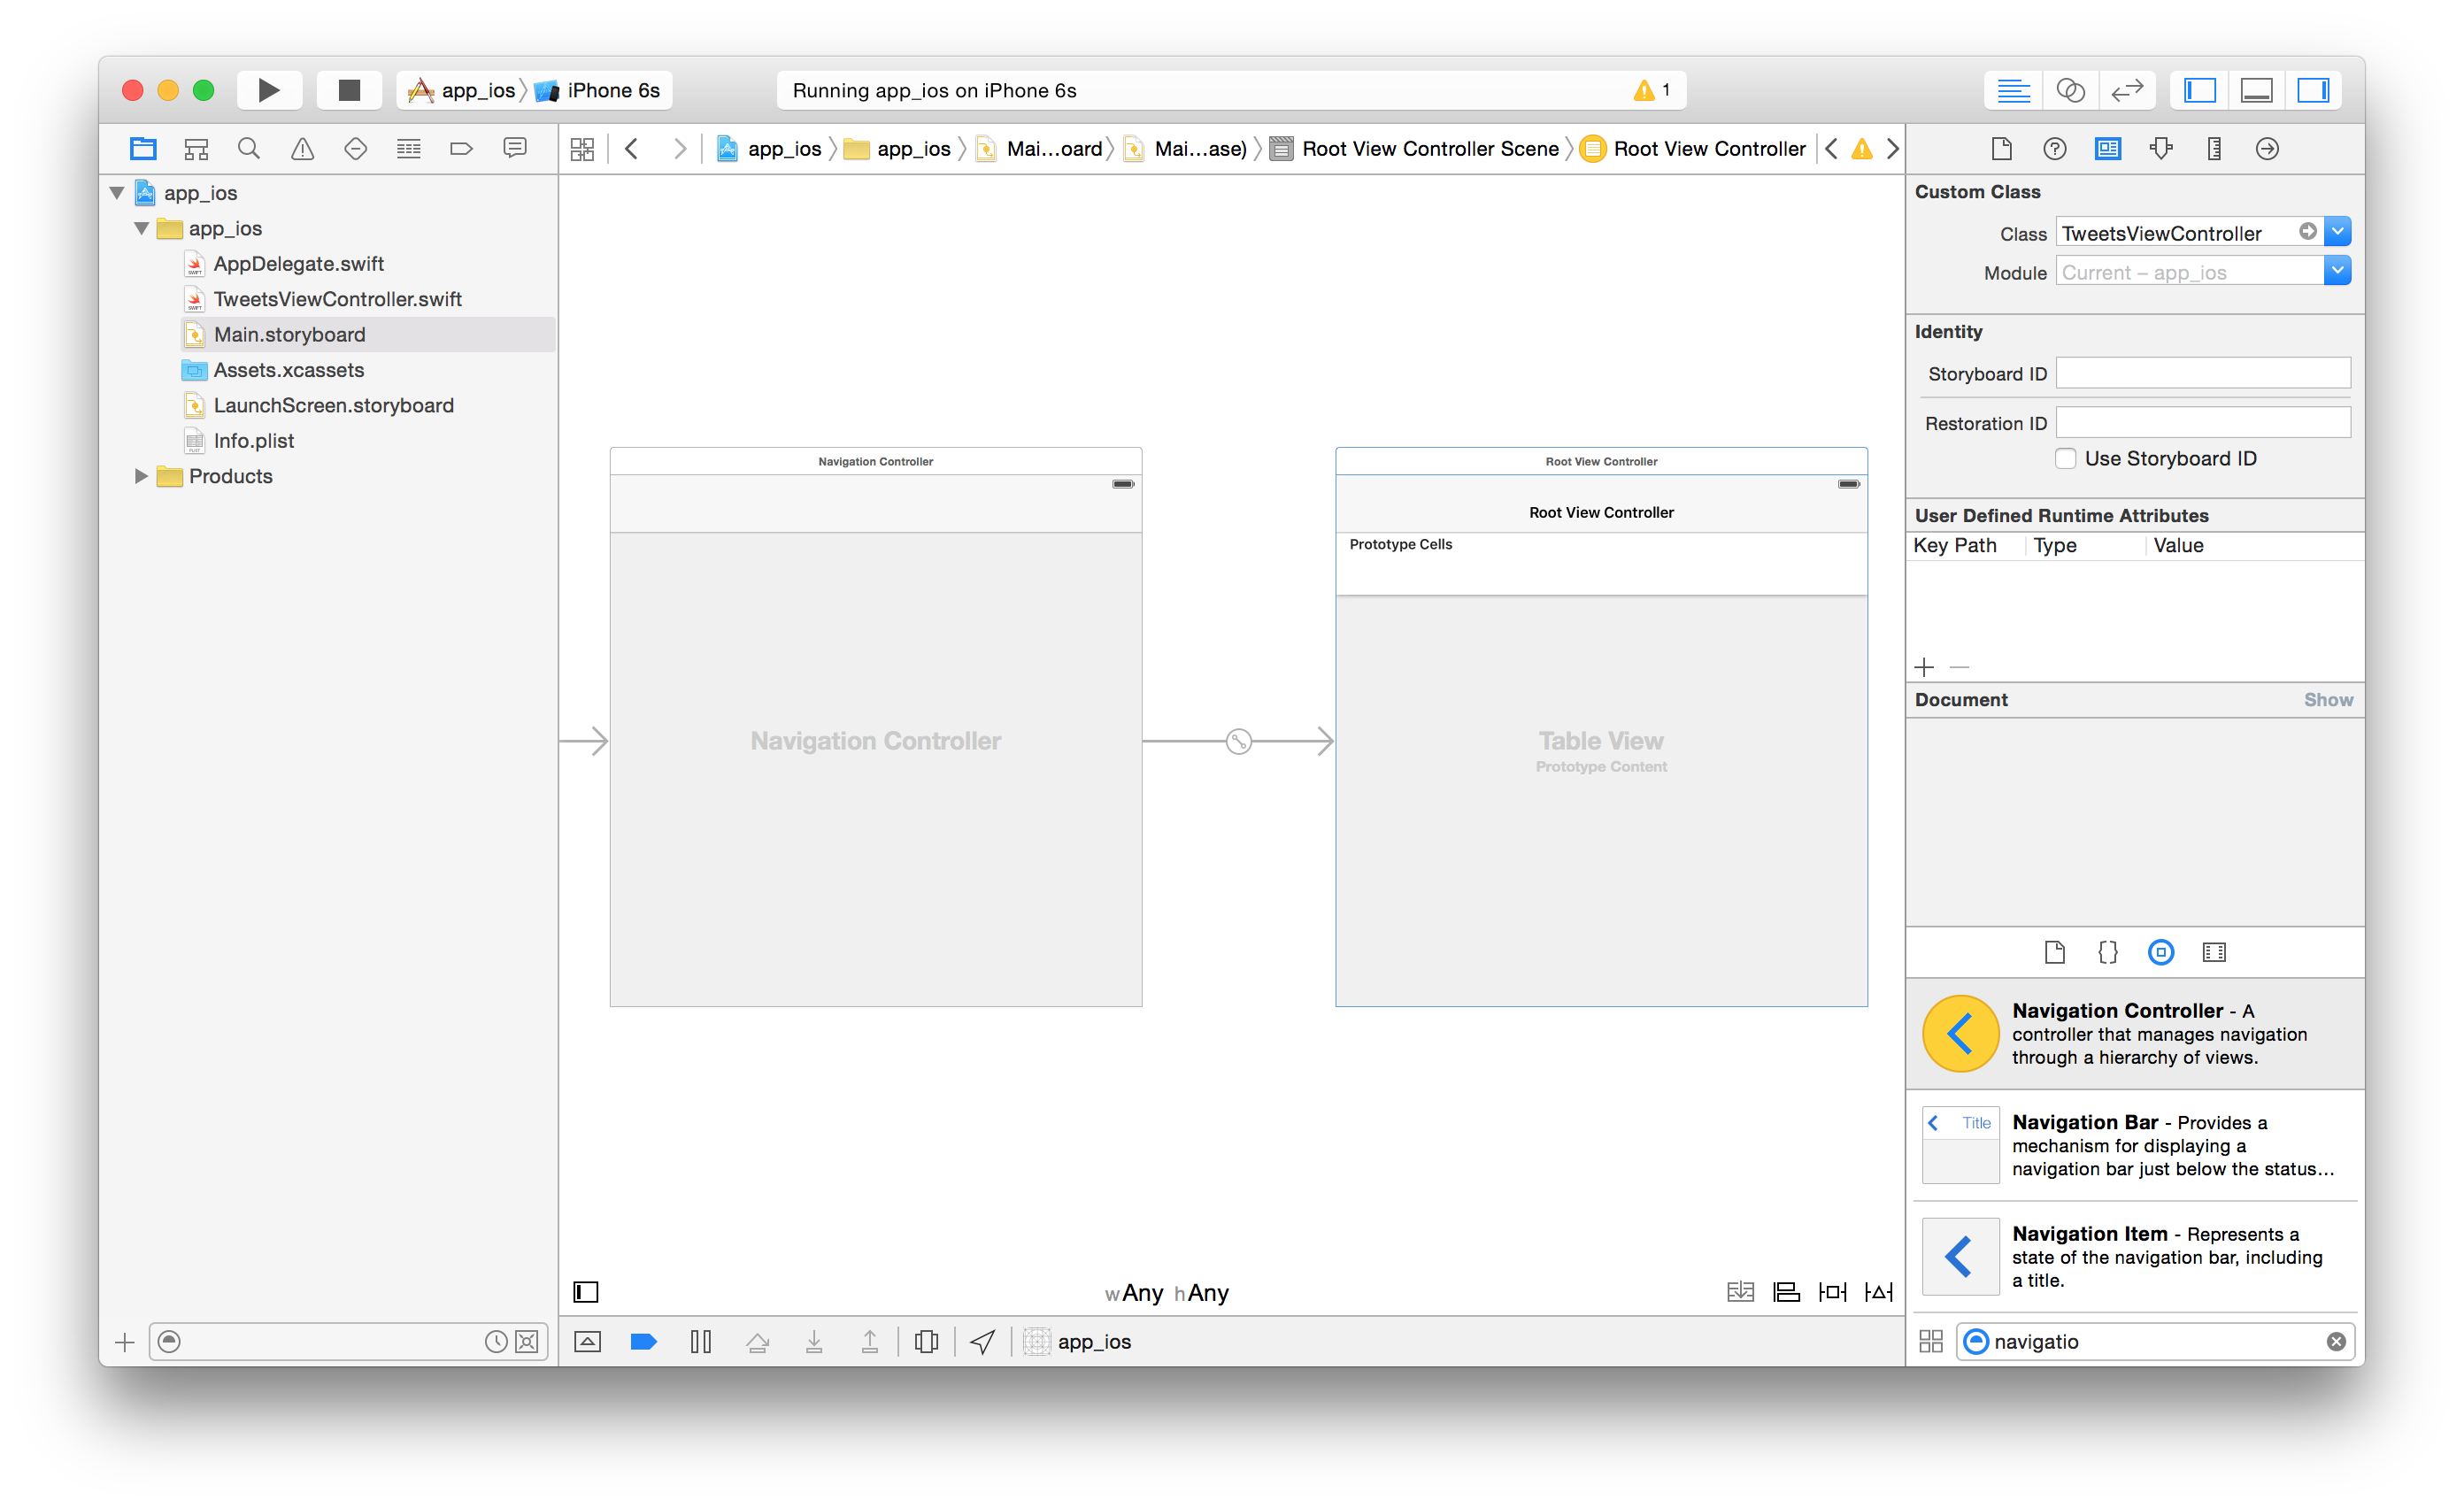 app_ios
iPhone 6s
Running app_ios on iPhone 6s
1
app_ios
app_ios
Mai...oard
Mai...ase)
Root View Controller Scene
Root View Controller
app_ios
app_ios
AppDelegate.swift
TweetsViewController.swift
Main.storyboard
Assets.xcassets
LaunchScreen.storyboard
Info.plist
Products
Navigation Controller
Navigation Controller
Root View Controller
Root View Controller
Prototype Cells
Table View
Prototype Content
wAny hAny
app_ios
Custom Class
Class
TweetsViewController
Module
Current – app_ios
Identity
Storyboard ID
Restoration ID
Use Storyboard ID
User Defined Runtime Attributes
Key Path
Type
Value
Document
Show
Navigation Controller - A
controller that manages navigation
through a hierarchy of views.
Title
Navigation Bar - Provides a
mechanism for displaying a
navigation bar just below the status...
Navigation Item - Represents a
state of the navigation bar, including
a title.
navigatio